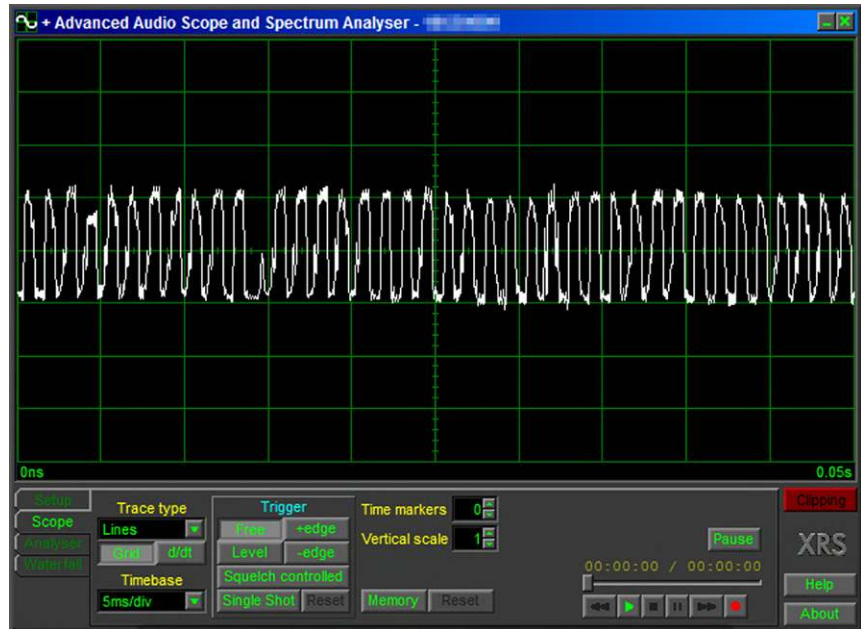 + Advanced Audio Scope and Spectrum Analyser -
0ns 0.05s
Setup
Scope
Analyser
Waterfall
Trace type
Lines
Grid d/dt
Timebase
5ms/div
Trigger
Free +edge
Level -edge
Squelch controlled
Single Shot Reset
Time markers 0
Vertical scale 1
Memory Reset
Pause
00:00:00 / 00:00:00
Clipping
XRS
Help
About